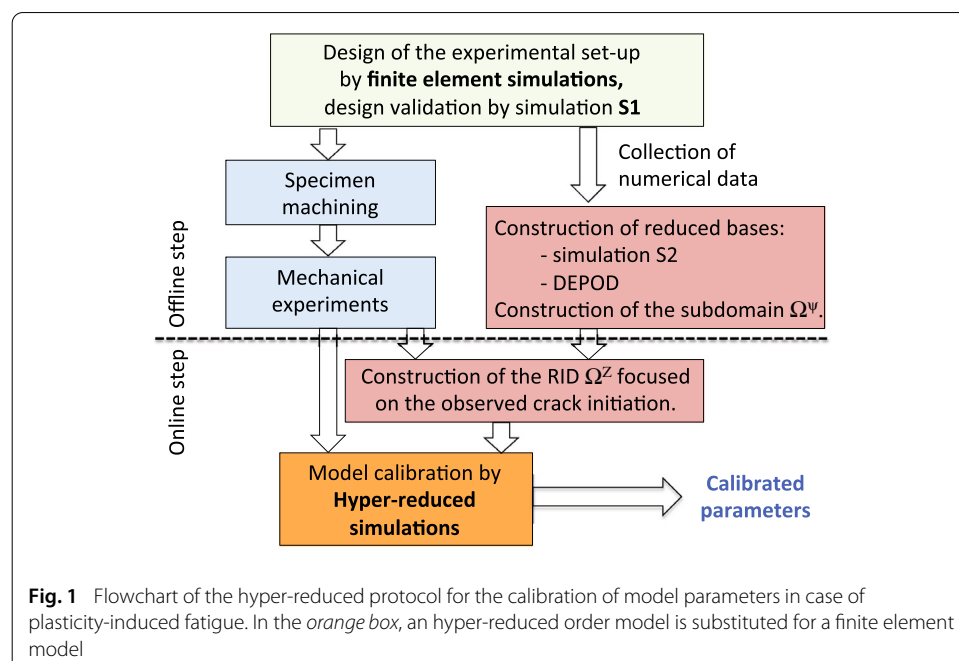 Design of the experimental set-up
by finite element simulations,
design validation by simulation S1
Collection of
numerical data
Specimen
machining
Mechanical
experiments
Construction of reduced bases:
- simulation S2
- DEPOD
Construction of the subdomain Ωᴪ.
Offline step
Online step
Construction of the RID Ωᶻ focused
on the observed crack initiation.
Model calibration by
Hyper-reduced
simulations
Calibrated
parameters
Fig. 1 Flowchart of the hyper-reduced protocol for the calibration of model parameters in case of
plasticity-induced fatigue. In the orange box, an hyper-reduced order model is substituted for a finite element
model